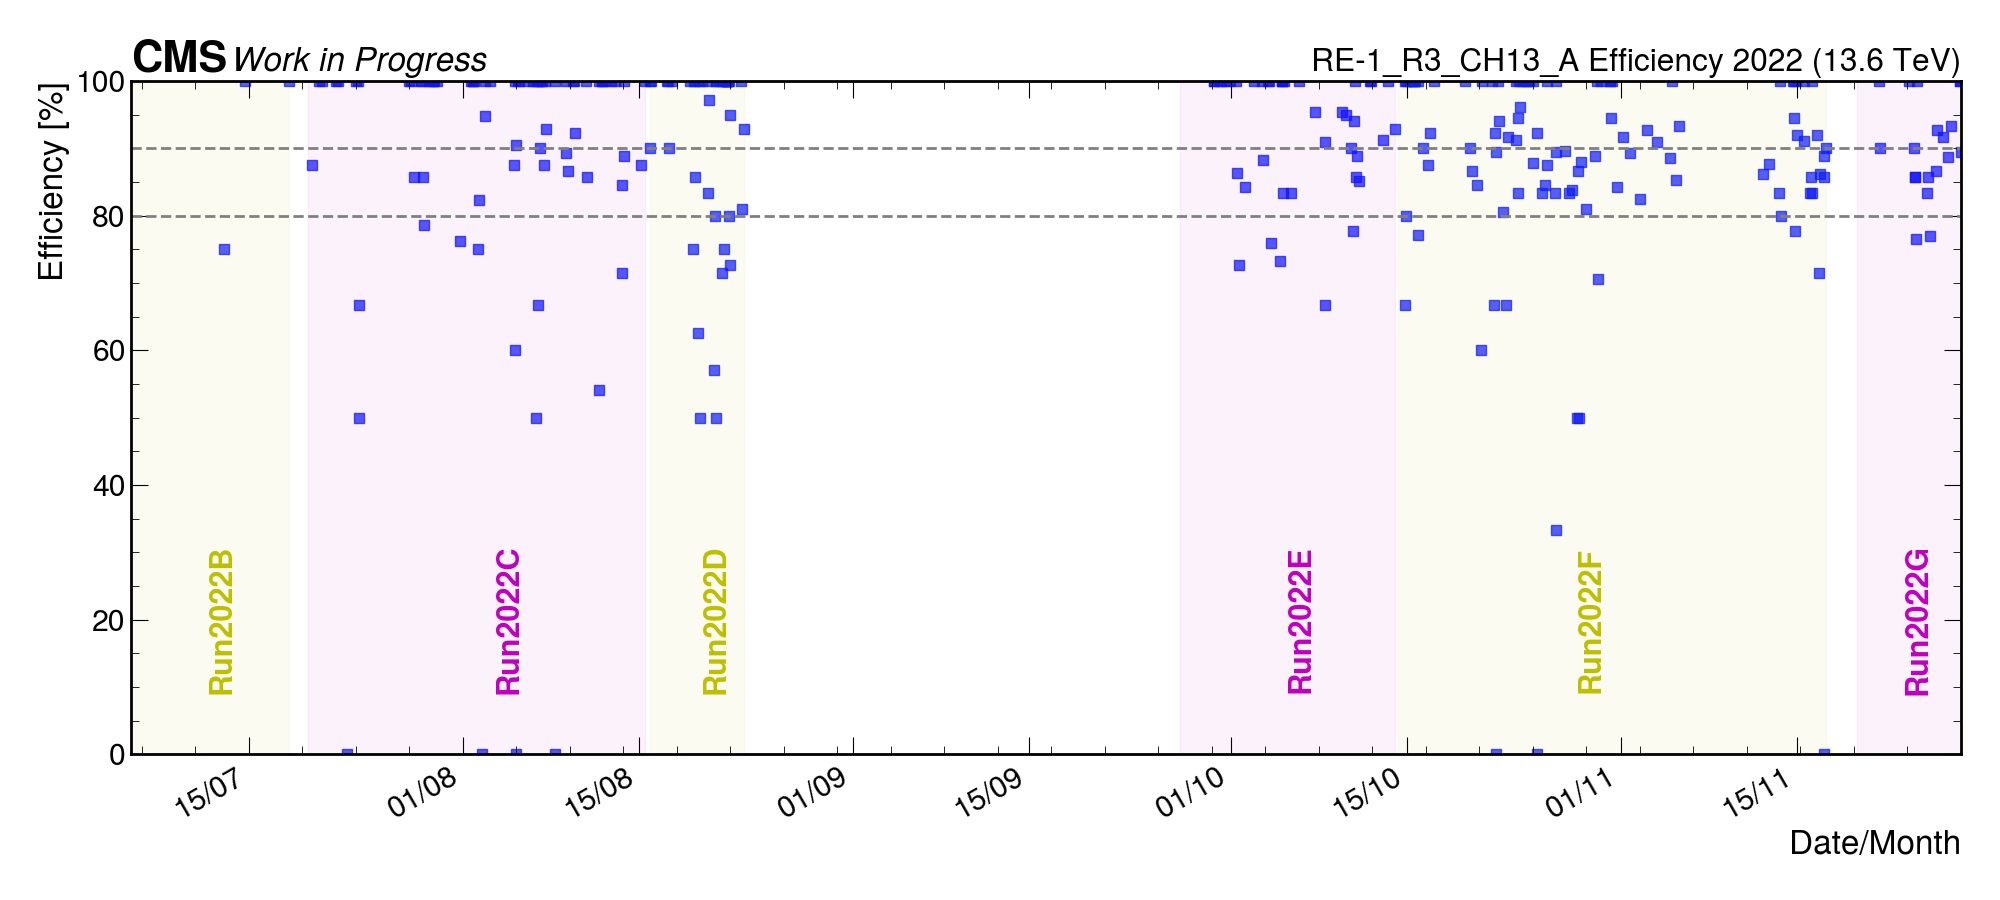 CMS Work in Progress
RE-1_R3_CH13_A Efficiency 2022 (13.6 TeV)
Efficiency [%]
100
80
60
40
20
0
Run2022B
Run2022C
Run2022D
Run2022E
Run2022F
Run2022G
15/07
01/08
15/08
01/09
15/09
01/10
15/10
01/11
15/11
Date/Month